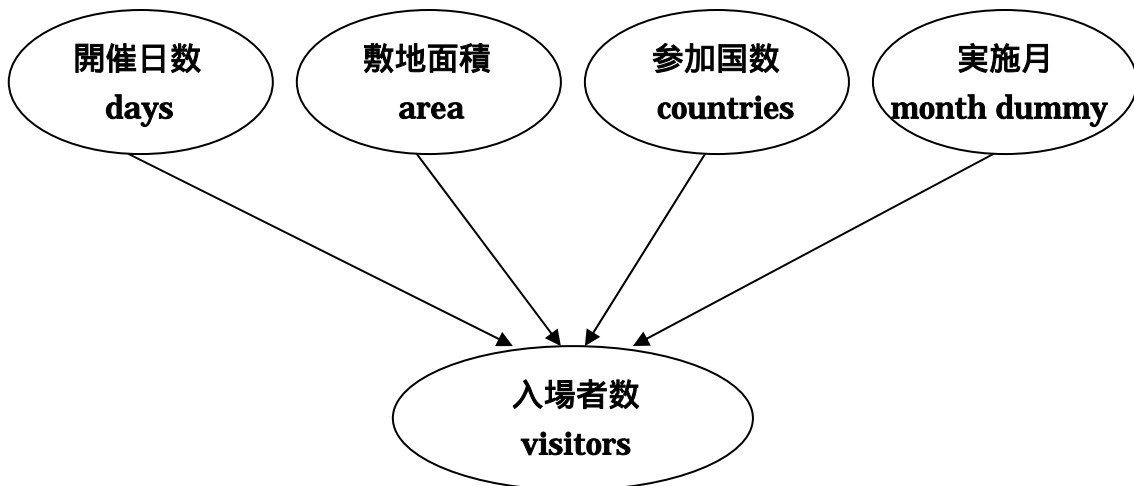 開催日数
days
敷地面積
area
参加国数
countries
実施月
month dummy
入場者数
visitors